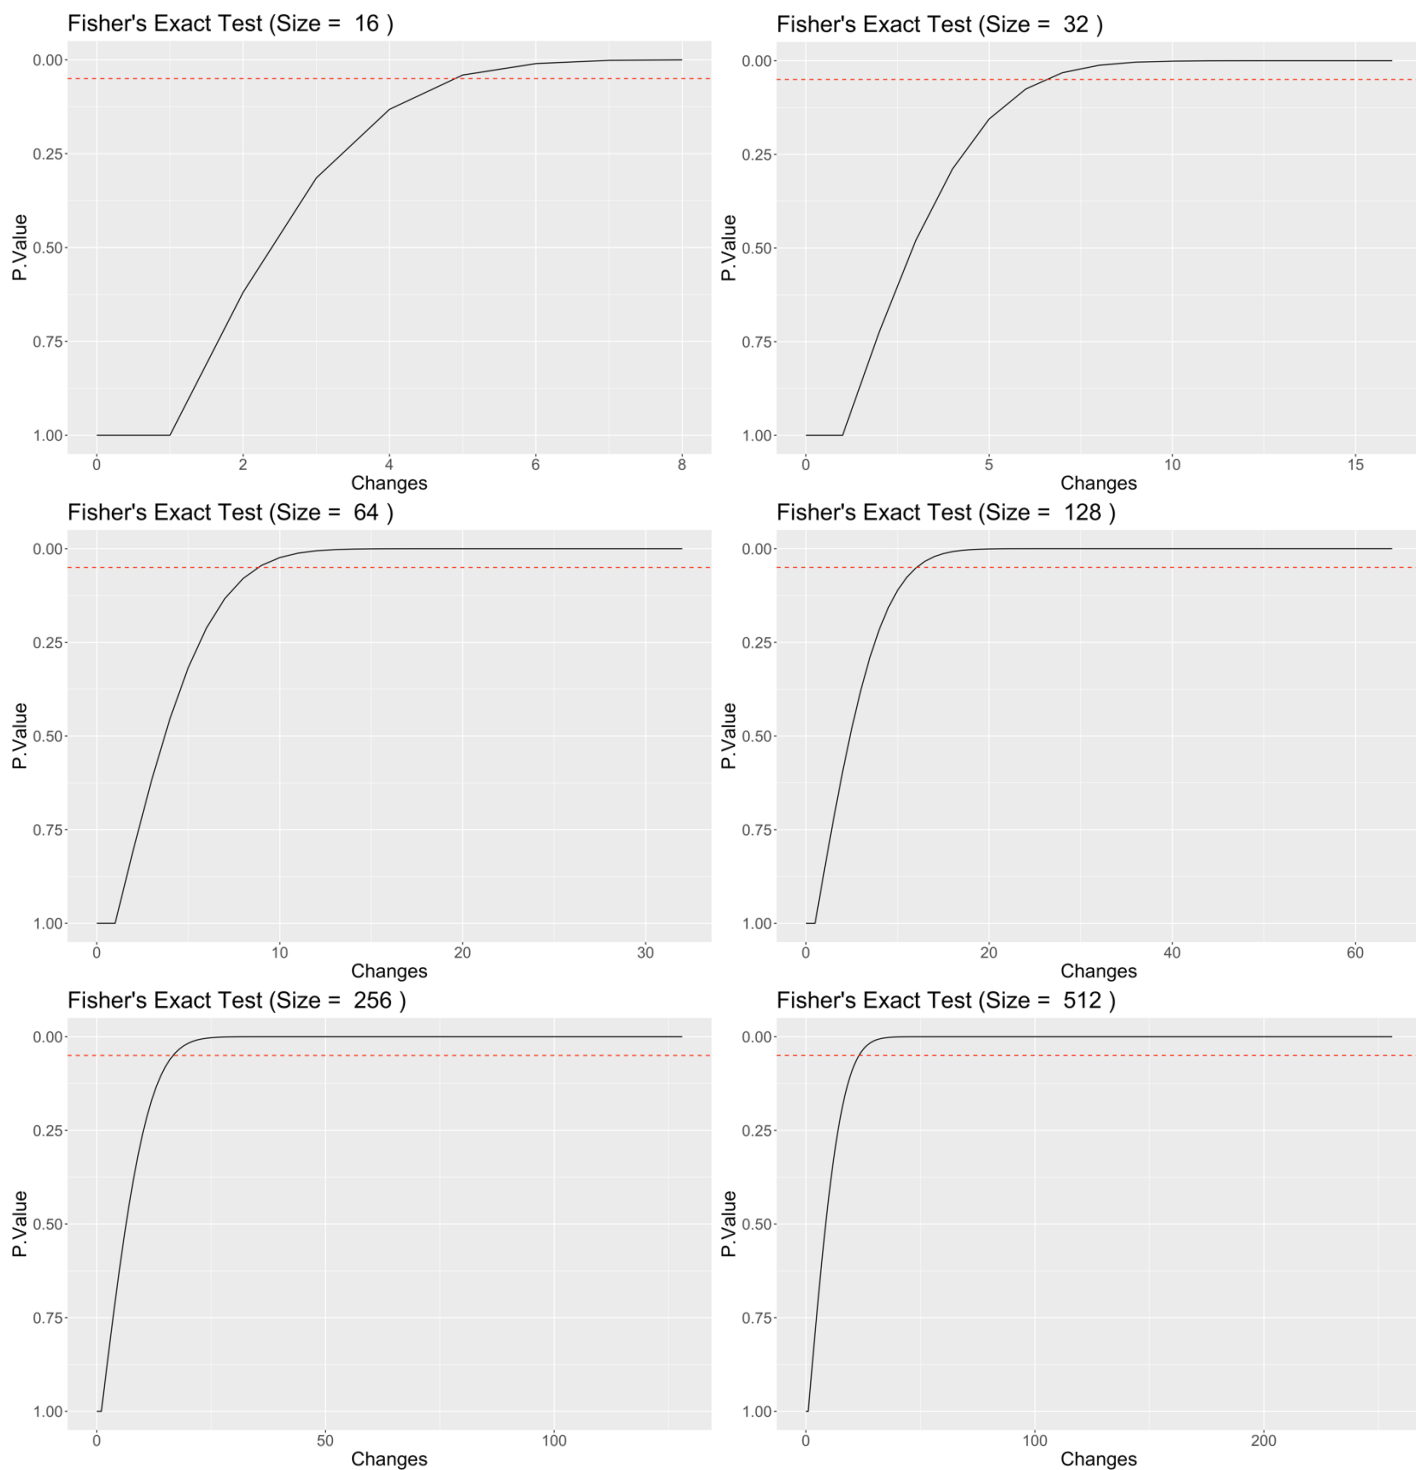 Fisher's Exact Test (Size =  16 )
0.00
0.25
0.50
0.75
1.00
P.Value
0 2 4 6 8
Changes
Fisher's Exact Test (Size =  32 )
0.00
0.25
0.50
0.75
1.00
P.Value
0 5 10 15
Changes
Fisher's Exact Test (Size =  64 )
0.00
0.25
0.50
0.75
1.00
P.Value
0 10 20 30
Changes
Fisher's Exact Test (Size =  128 )
0.00
0.25
0.50
0.75
1.00
P.Value
0 20 40 60
Changes
Fisher's Exact Test (Size =  256 )
0.00
0.25
0.50
0.75
1.00
P.Value
0 50 100
Changes
Fisher's Exact Test (Size =  512 )
0.00
0.25
0.50
0.75
1.00
P.Value
0 100 200
Changes